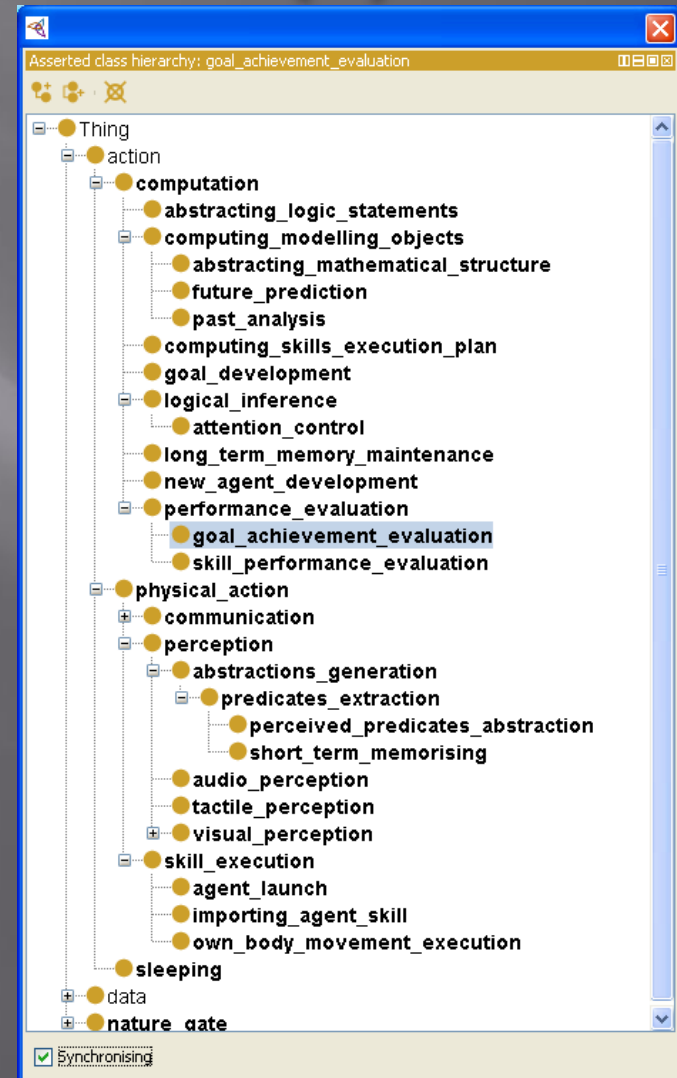 Asserted class hierarchy: goal_achievement_evaluation
Thing
action
computation
abstracting_logic_statements
computing_modelling_objects
abstracting_mathematical_structure
future_prediction
past_analysis
computing_skills_execution_plan
goal_development
logical_inference
attention_control
long_term_memory_maintenance
new_agent_development
performance_evaluation
goal_achievement_evaluation
skill_performance_evaluation
physical_action
communication
perception
abstractions_generation
predicates_extraction
perceived_predicates_abstraction
short_term_memorising
audio_perception
tactile_perception
visual_perception
skill_execution
agent_launch
importing_agent_skill
own_body_movement_execution
sleeping
data
nature_gate
Synchronising